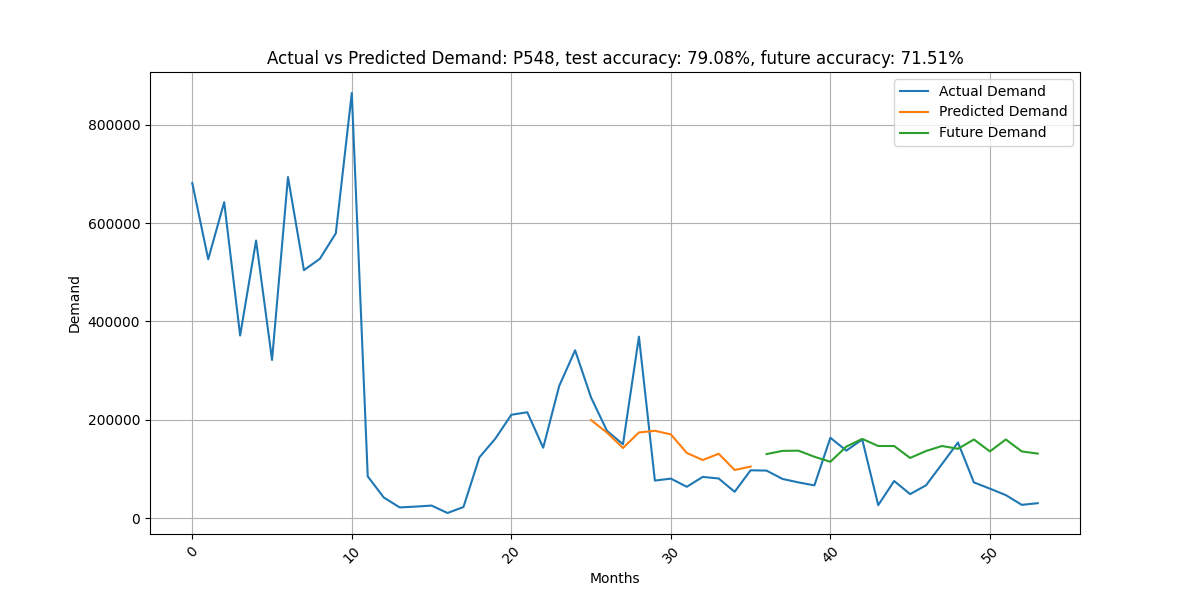 Actual vs Predicted Demand: P548, test accuracy: 79.08%, future accuracy: 71.51%
Actual Demand
Predicted Demand
Future Demand
800000
600000
400000
200000
0
Demand
0
10
20
30
40
50
Months